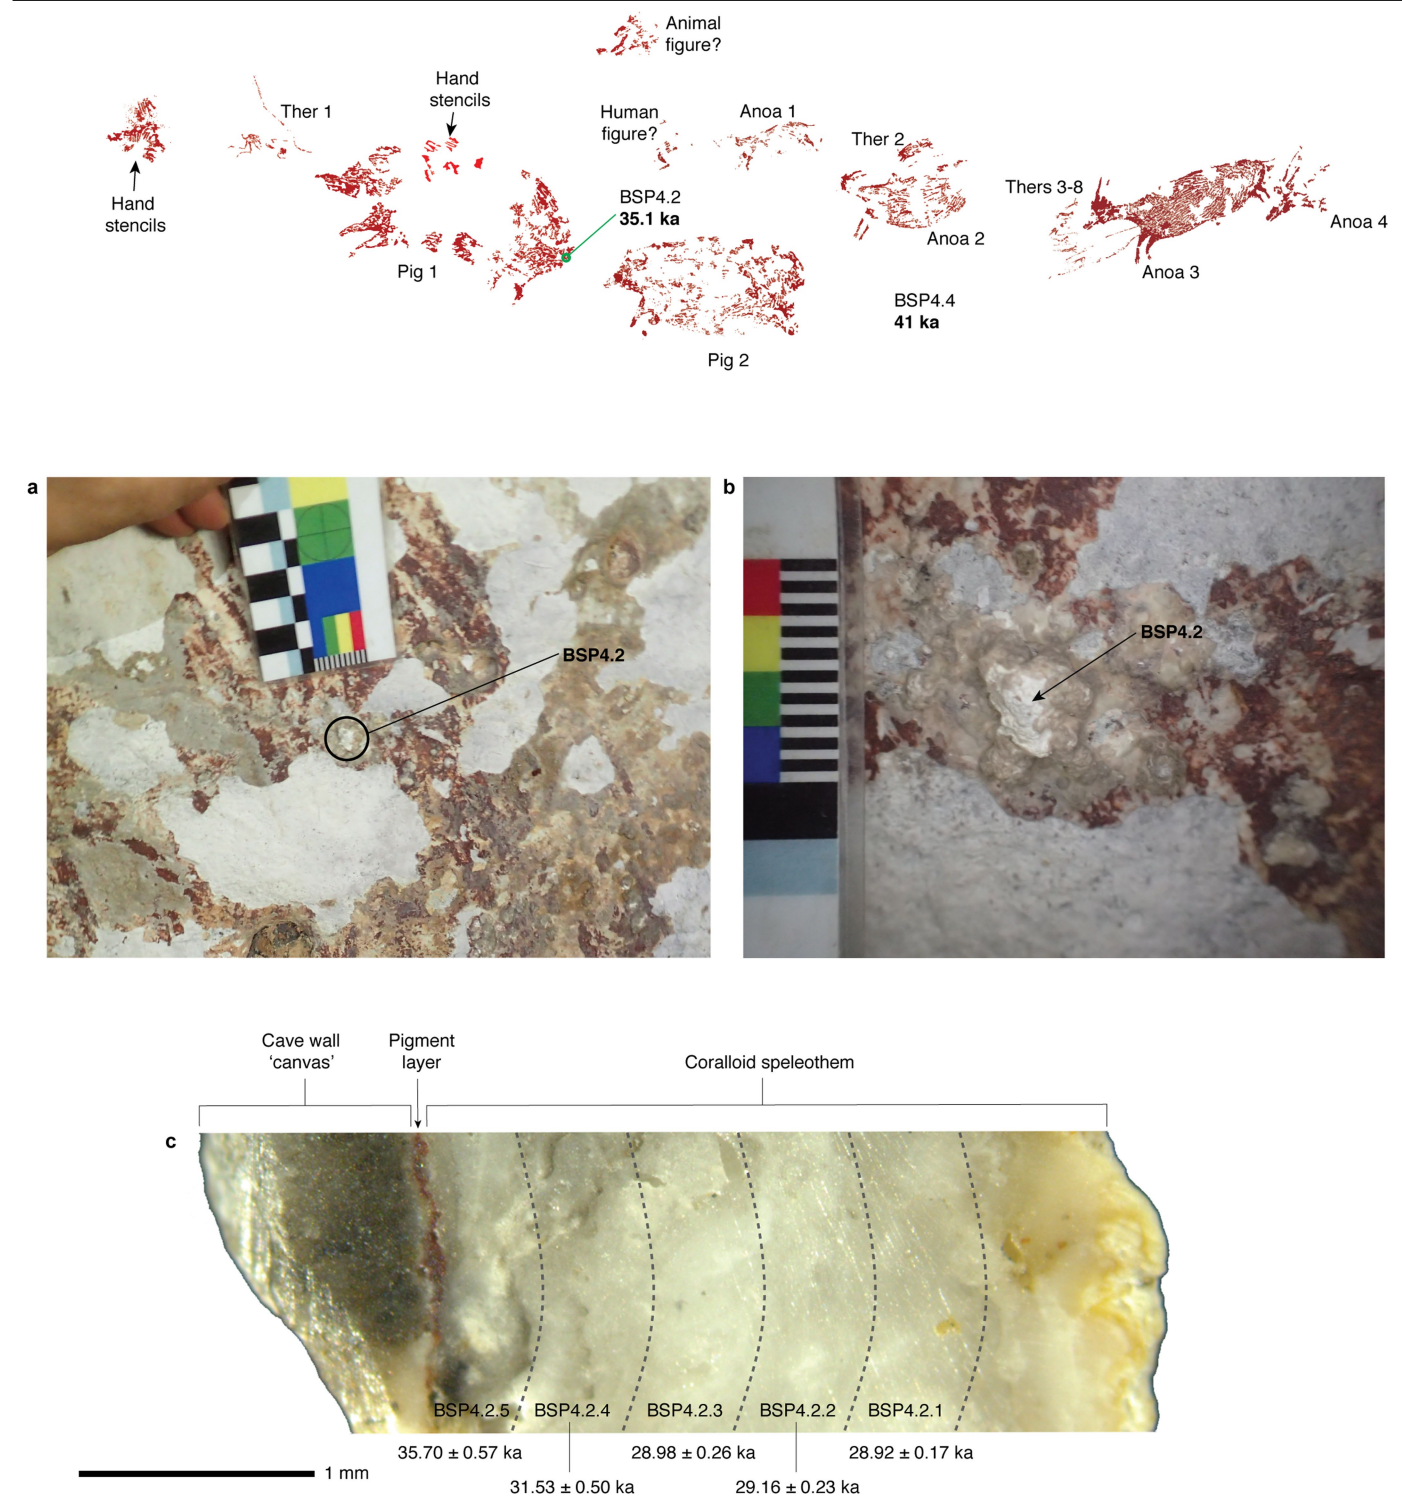 Animal
figure?
Hand
stencils
Ther 1
Human
figure?
Anoa 1
Ther 2
Hand
stencils
BSP4.2
35.1 ka
Thers 3-8
Anoa 2
Anoa 4
Pig 1
Anoa 3
BSP4.4
41 ka
Pig 2
a
BSP4.2
b
BSP4.2
Cave wall
‘canvas’
Pigment
layer
Coralloid speleothem
c
BSP4.2.5
BSP4.2.4
BSP4.2.3
BSP4.2.2
BSP4.2.1
35.70 ± 0.57 ka
28.98 ± 0.26 ka
28.92 ± 0.17 ka
1 mm
31.53 ± 0.50 ka
29.16 ± 0.23 ka